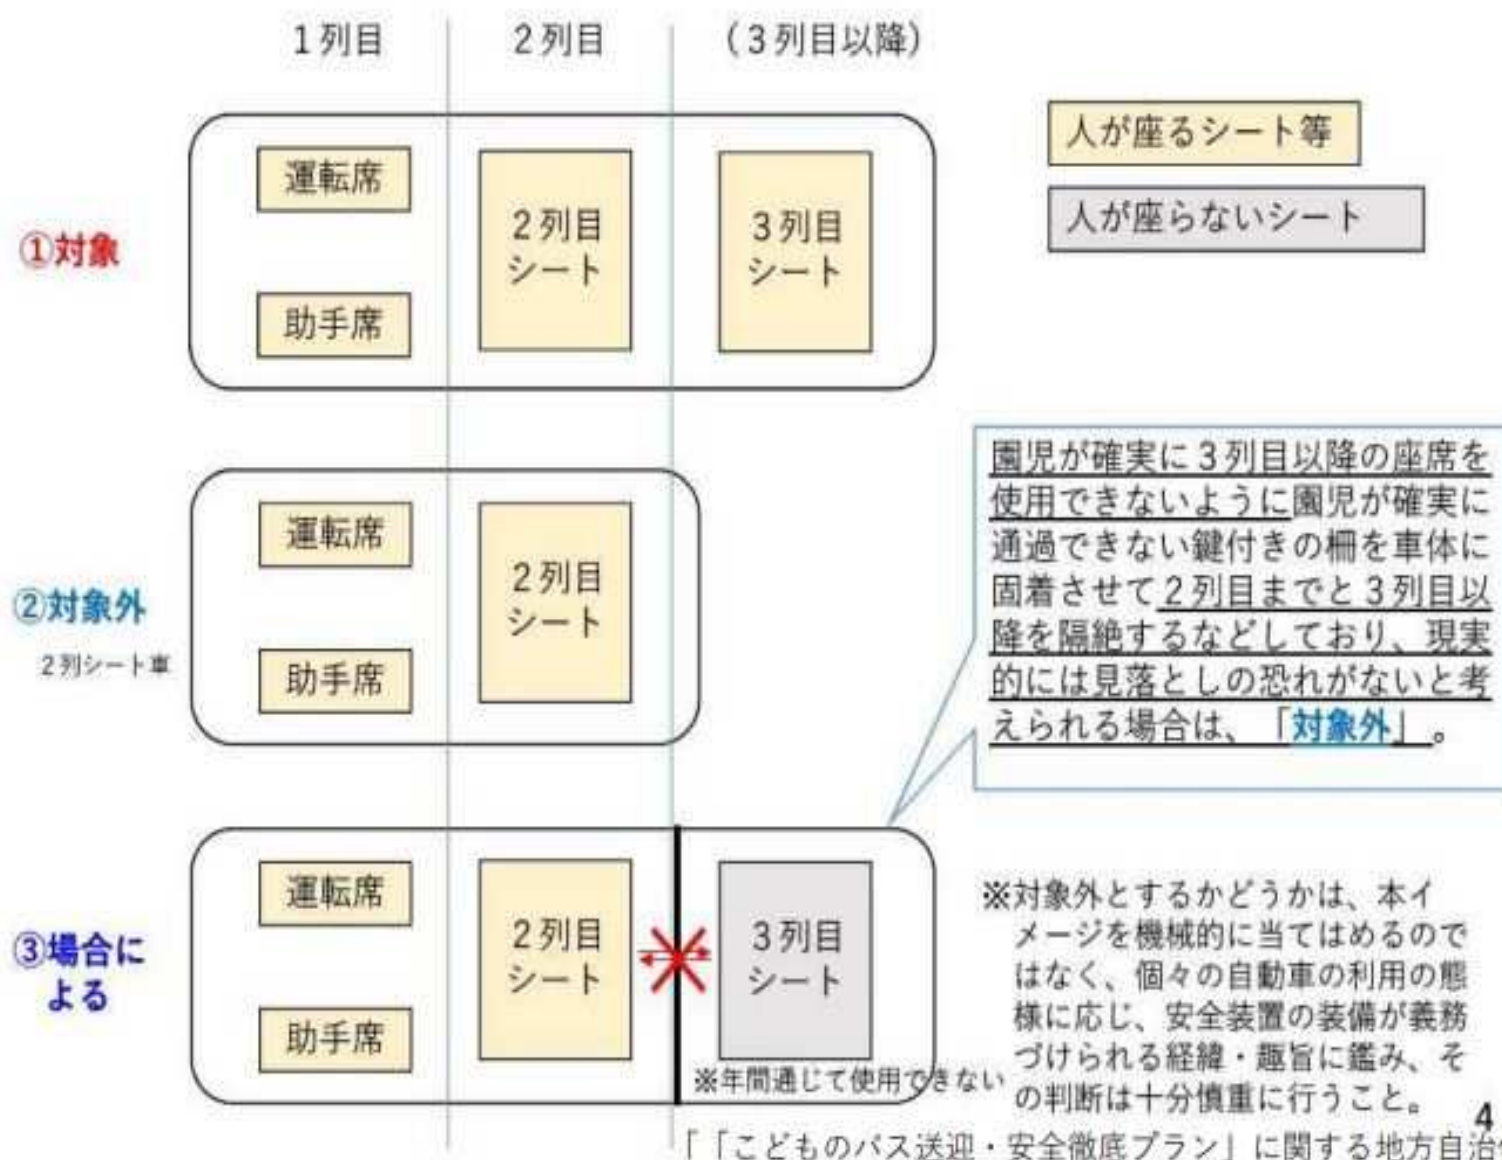 1列目
2列目
(3列目以降)
人が座るシート等
人が座らないシート
①対象
運転席
助手席
2列目
シート
3列目
シート
②対象外
2列シート車
運転席
助手席
2列目
シート
園児が確実に3列目以降の座席を
使用できないように園児が確実に
通過できない鍵付きの柵を車体に
固着させて2列目までと3列目以
降を隔絶するなどしており、現実
的には見落としの恐れがないと考
えられる場合は、「対象外」。
③場合に
よる
運転席
助手席
2列目
シート
3列目
シート
※年間通じて使用できない
※対象外とするかどうかは、本イ
メージを機械的に当てはめるので
はなく、個々の自動車の利用の態
様に応じ、安全装置の装備が義務
づけられる経緯・趣旨に鑑み、そ
の判断は十分慎重に行うこと。
4
「「こどものバス送迎・安全徹底プラン」に関する地方自治